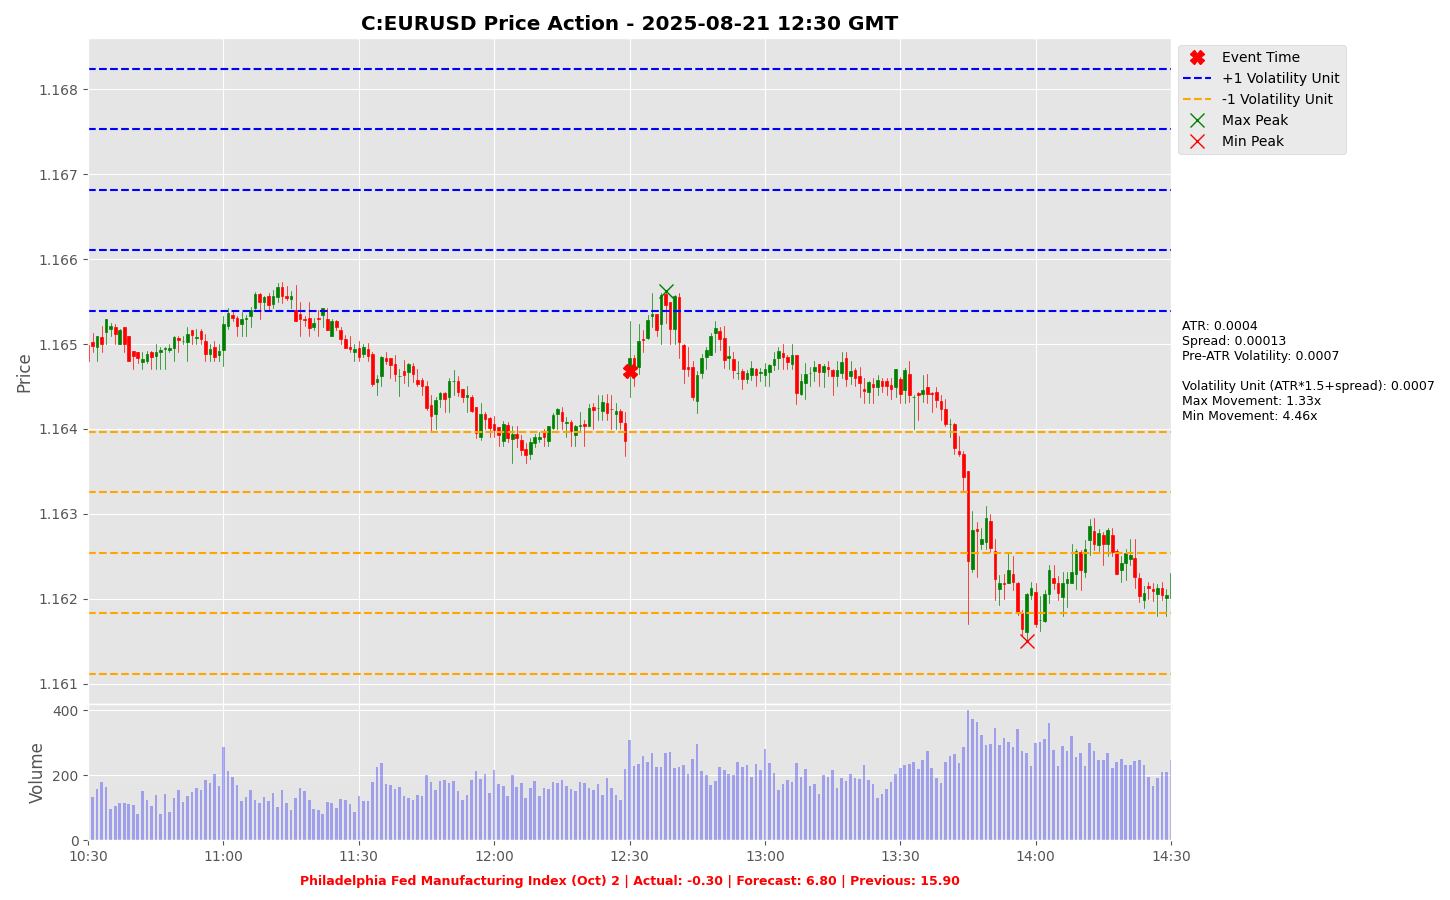 C:EURUSD Price Action - 2025-08-21 12:30 GMT
Event Time
+1 Volatility Unit
-1 Volatility Unit
Max Peak
Min Peak
Price
1.168
1.167
1.166
1.165
1.164
1.163
1.162
1.161
ATR: 0.0004
Spread: 0.00013
Pre-ATR Volatility: 0.0007
Volatility Unit (ATR*1.5+spread): 0.0007
Max Movement: 1.33x
Min Movement: 4.46x
Volume
400
200
0
10:30 11:00 11:30 12:00 12:30 13:00 13:30 14:00 14:30
Philadelphia Fed Manufacturing Index (Oct) 2 | Actual: -0.30 | Forecast: 6.80 | Previous: 15.90